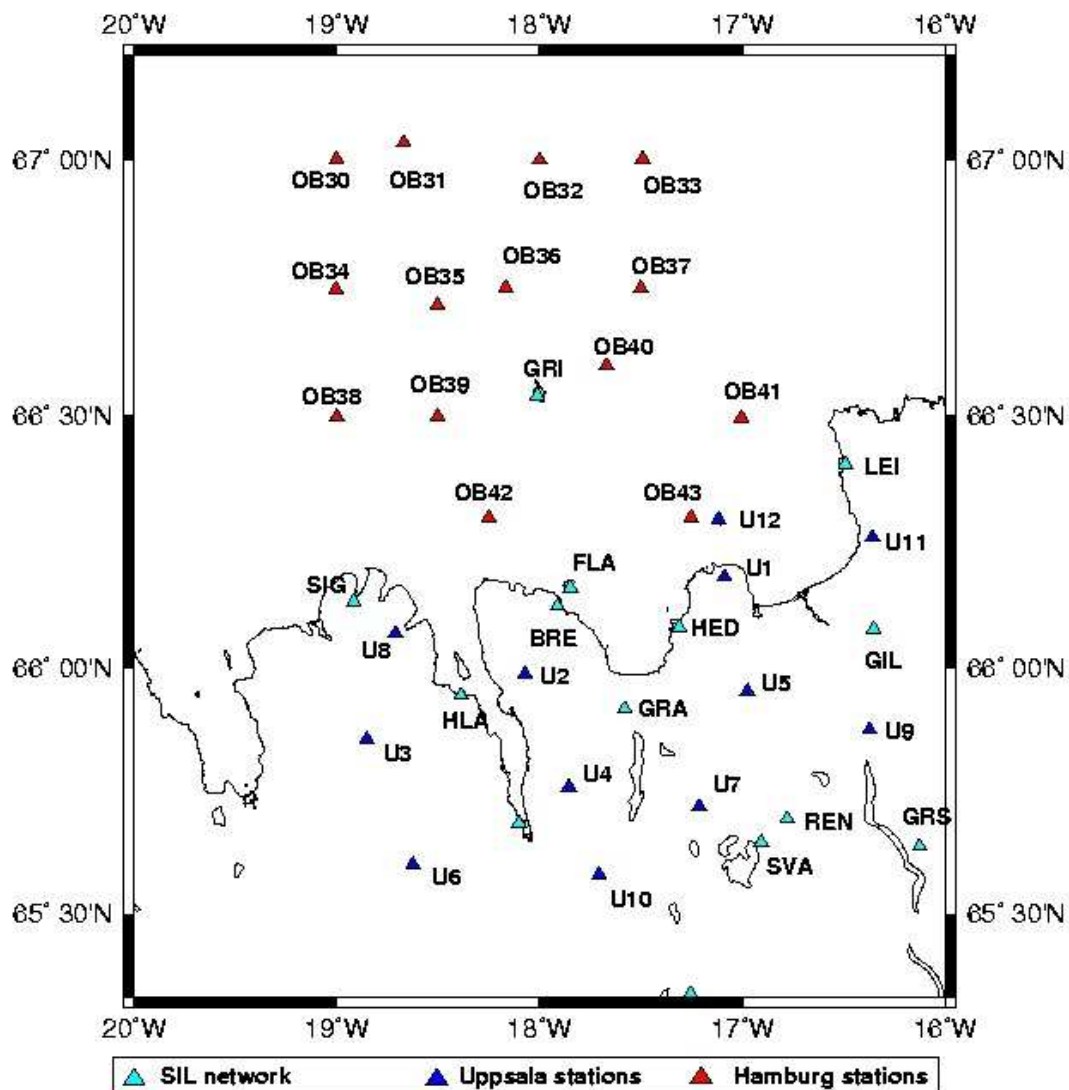 20˚W 19˚W 18˚W 17˚W 16˚W
67˚ 00'N 67˚ 00'N
OB30 OB31 OB32 OB33
OB34 OB35 OB36 OB37
GRI OB40
OB38 OB39 OB41
66˚ 30'N 66˚ 30'N
LEI
OB42 OB43 U12
U11
FLA U1
SIG
BRE HED
U8 GIL
66˚ 00'N 66˚ 00'N
U2 U5
HLA GRA
U9
U3
U4 U7
REN GRS
SVA
U6
U10
65˚ 30'N 65˚ 30'N
20˚W 19˚W 18˚W 17˚W 16˚W
SIL network Uppsala stations Hamburg stations